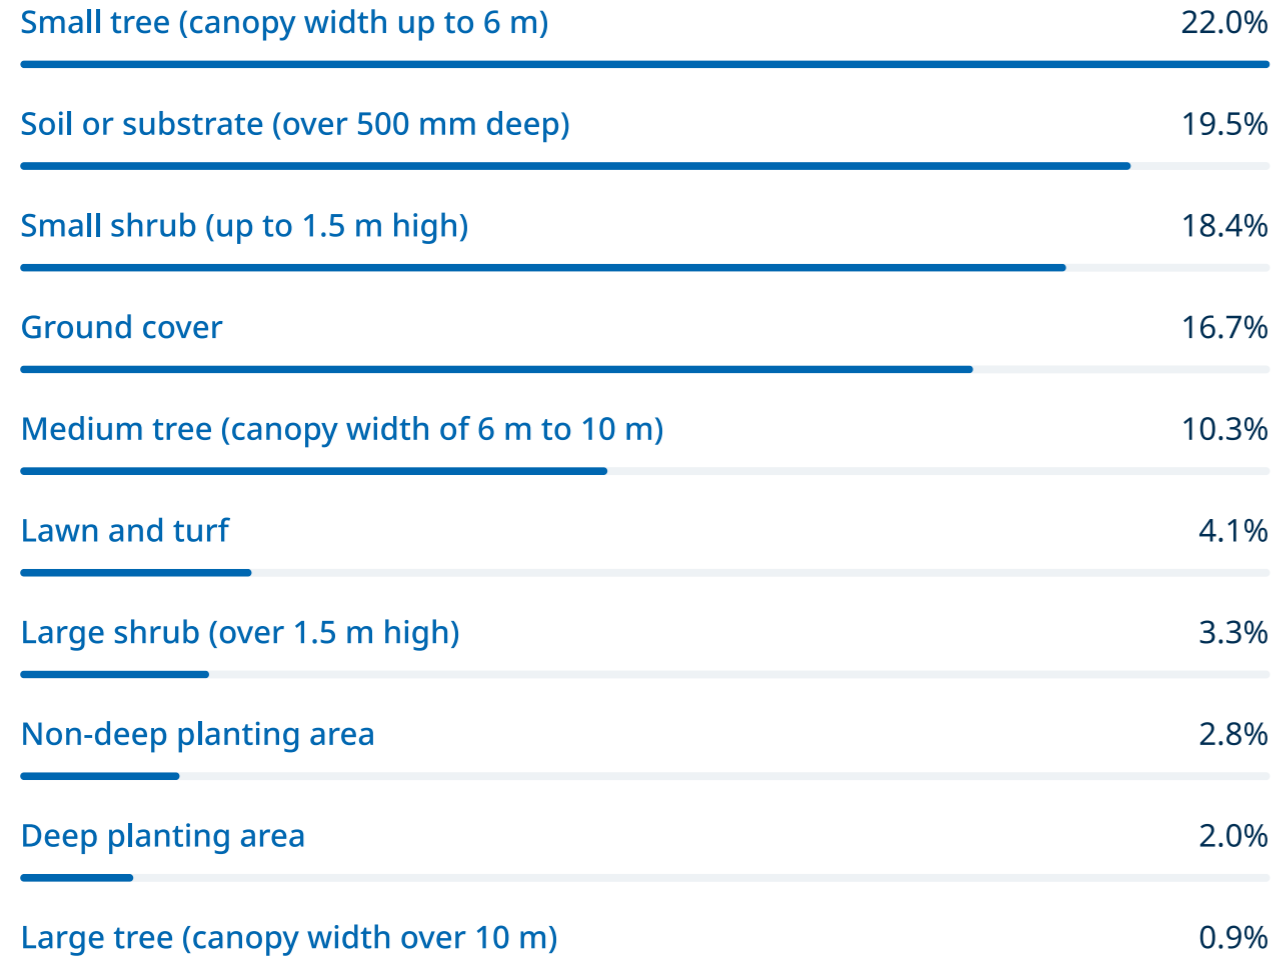 Small tree (canopy width up to 6 m) 22.0%
Soil or substrate (over 500 mm deep) 19.5%
Small shrub (up to 1.5 m high) 18.4%
Ground cover 16.7%
Medium tree (canopy width of 6 m to 10 m) 10.3%
Lawn and turf 4.1%
Large shrub (over 1.5 m high) 3.3%
Non-deep planting area 2.8%
Deep planting area 2.0%
Large tree (canopy width over 10 m) 0.9%